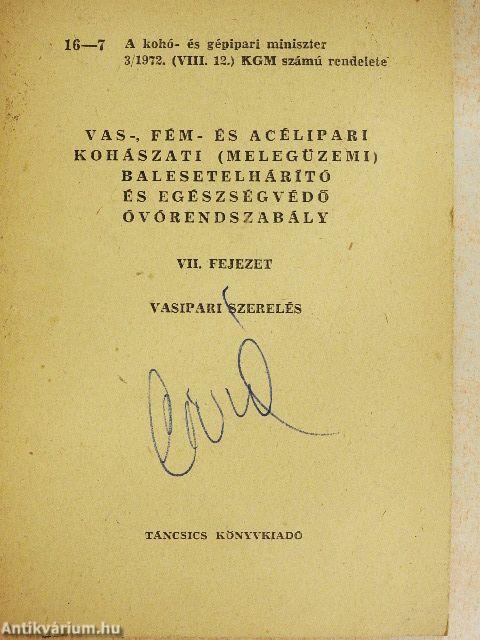 16—7 A kohó- és gépipari miniszter
3/1972. (VIII. 12.) KGM számú rendelete
VAS-, FÉM- ÉS ACÉLIPARI
KOHÁSZATI (MELEGÜZEMI)
BALESETELHÁRÍTÓ
ÉS EGÉSZSÉGVÉDŐ
ÓVÓRENDSZABÁLY
VII. FEJEZET
VASIPARI SZERELÉS
TÁNCSICS KÖNYVKIADÓ
Antikvárium.hu